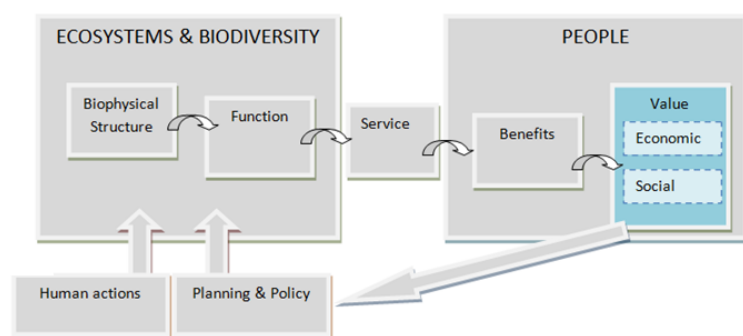 ECOSYSTEMS & BIODIVERSITY
PEOPLE
Biophysical
Structure
Function
Service
Benefits
Value
Economic
Social
Human actions
Planning & Policy